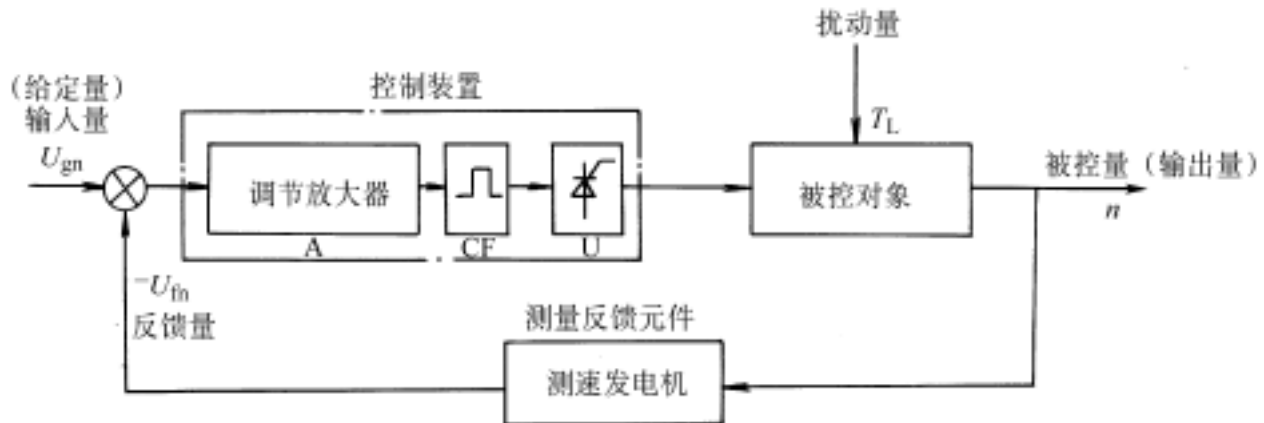 扰动量
控制装置
(给定量)
输入量
U_gn
T_L
被控量(输出量)
n
调节放大器
A
CF
U
被控对象
-U_fn
反馈量
测量反馈元件
测速发电机